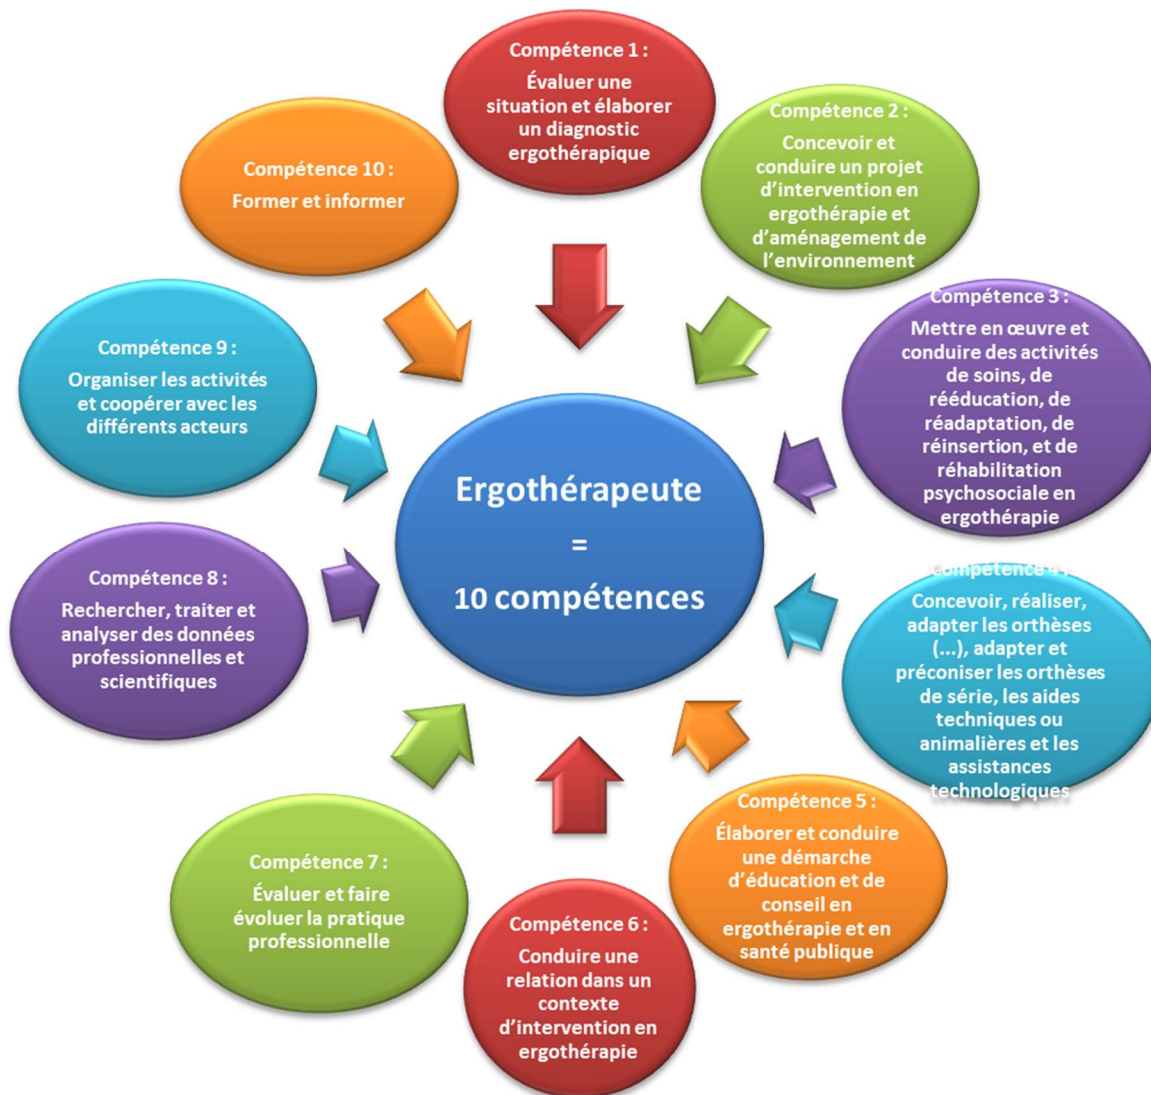 Compétence 1 :
Évaluer une
situation et élaborer
un diagnostic
ergothérapique
Compétence 2 :
Concevoir et
conduire un projet
d'intervention en
ergothérapie et
d'aménagement de
l'environnement
Compétence 3 :
Mettre en œuvre et
conduire des activités
de soins, de
rééducation, de
réadaptation, de
réinsertion, et de
réhabilitation
psychosociale en
ergothérapie
Compétence 4 :
Concevoir, réaliser,
adapter les orthèses
(...), adapter et
préconiser les orthèses
de série, les aides
techniques ou
animalières et les
assistances
technologiques
Compétence 5 :
Élaborer et conduire
une démarche
d'éducation et de
conseil en
ergothérapie et en
santé publique
Compétence 6 :
Conduire une
relation dans un
contexte
d'intervention en
ergothérapie
Compétence 7 :
Évaluer et faire
évoluer la pratique
professionnelle
Compétence 8 :
Rechercher, traiter et
analyser des données
professionnelles et
scientifiques
Compétence 9 :
Organiser les activités
et coopérer avec les
différents acteurs
Compétence 10 :
Former et informer
Ergothérapeute
=
10 compétences